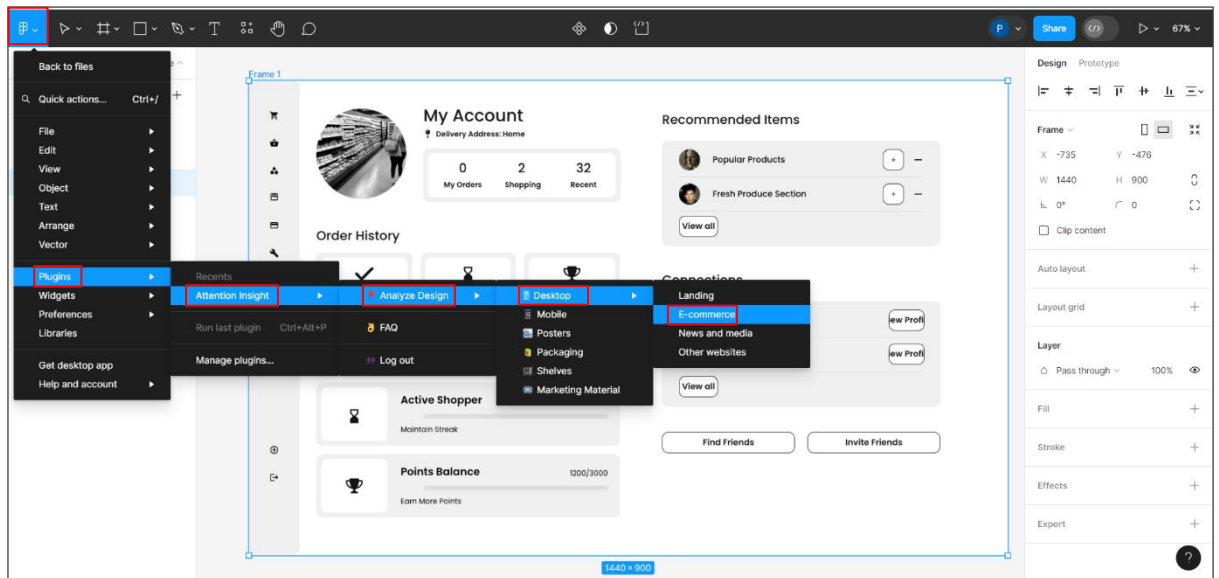 P
Share
67%
Back to files
Quick actions... Ctrl+/
File
Edit
View
Object
Text
Arrange
Vector
Plugins
Widgets
Preferences
Libraries
Get desktop app
Help and account
Recents
Attention Insight
Run last plugin Ctrl+Alt+P
Manage plugins...
Analyze Design
FAQ
Log out
Desktop
Mobile
Posters
Packaging
Shelves
Marketing Material
Landing
E-commerce
News and media
Other websites
Frame 1
My Account
Delivery Address: Home
0 2 32
My Orders Shopping Recent
Order History
Active Shopper
Maintain Streak
Points Balance 1200/3000
Earn More Points
Recommended Items
Popular Products
+
Fresh Produce Section
+
View all
Connections
ew Profi
ew Profi
View all
Find Friends Invite Friends
1440 × 900
Design Prototype
Frame
X -735 Y -476
W 1440 H 900
0° 0
Clip content
Auto layout
Layout grid
Layer
Pass through 100%
Fill
Stroke
Effects
Export
?